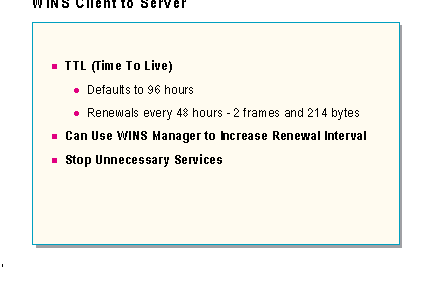 WINS Client to Server
TTL (Time To Live)
Defaults to 96 hours
Renewals every 48 hours - 2 frames and 214 bytes
Can Use WINS Manager to Increase Renewal Interval
Stop Unnecessary Services